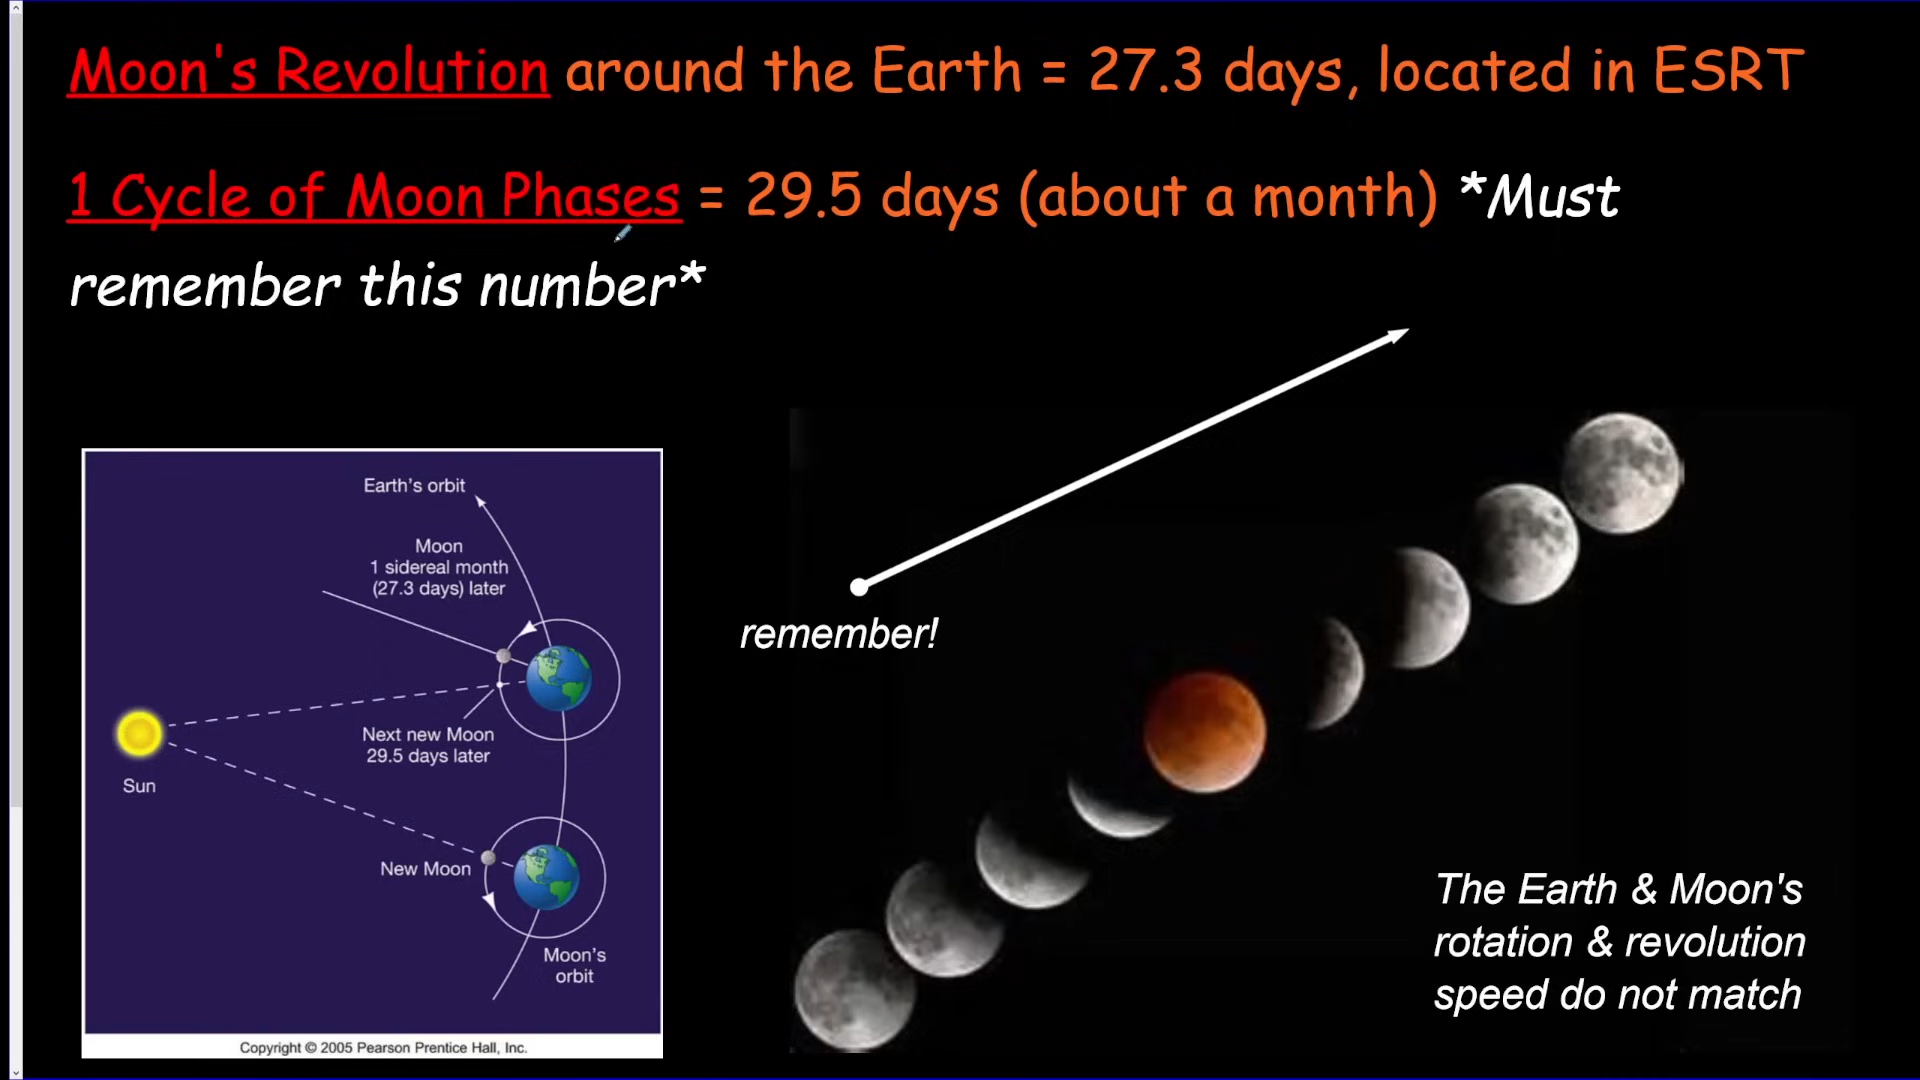 Moon's Revolution around the Earth = 27.3 days, located in ESRT
1 Cycle of Moon Phases = 29.5 days (about a month) *Must
remember this number*
Earth's orbit
Moon
1 sidereal month
(27.3 days) later
Next new Moon
29.5 days later
Sun
New Moon
Moon's
orbit
Copyright © 2005 Pearson Prentice Hall, Inc.
remember!
The Earth & Moon's
rotation & revolution
speed do not match